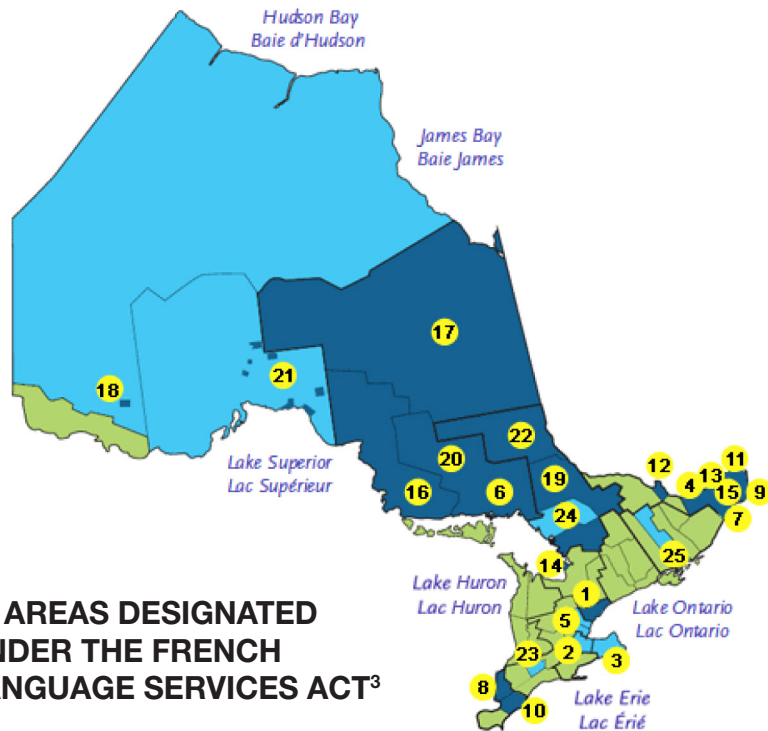 Hudson Bay
Baie d'Hudson
James Bay
Baie James
17
18
21
22
Lake Superior
Lac Supérieur
20
19
16
6
24
12
4
13
11
15
9
7
25
14
Lake Huron
Lac Huron
1
Lake Ontario
Lac Ontario
5
23
2
3
8
10
Lake Erie
Lac Érié
AREAS DESIGNATED
NDER THE FRENCH
ANGUAGE SERVICES ACT³